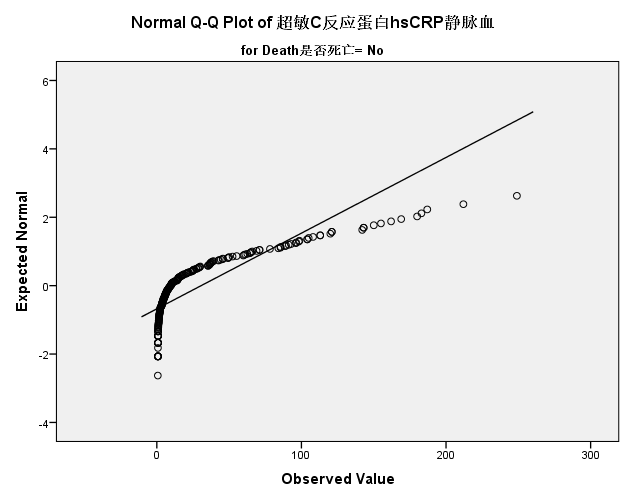 Normal Q-Q Plot of 超敏C反应蛋白hsCRP静脉血
for Death是否死亡= No
Expected Normal
6
4
2
0
-2
-4
0
100
200
300
Observed Value